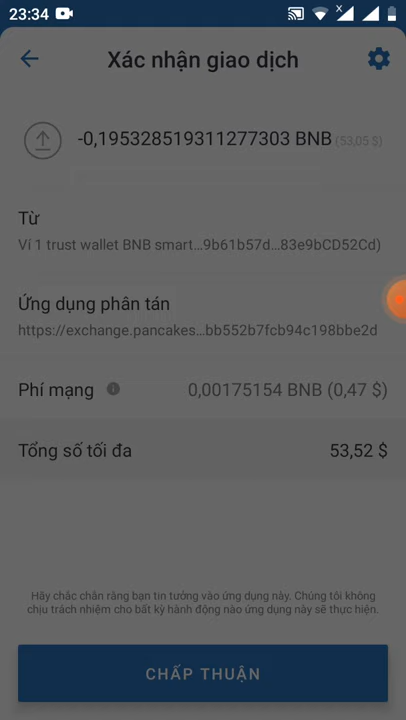 23:34
Xác nhận giao dịch
-0,195328519311277303 BNB (53,05 $)
Từ
Ví 1 trust wallet BNB smart...9b61b57d...83e9bCD52Cd)
Ứng dụng phân tán
https://exchange.pancakes...bb552b7fcb94c198bbe2d
Phí mạng 0,00175154 BNB (0,47 $)
Tổng số tối đa 53,52 $
Hãy chắc chắn rằng bạn tin tưởng vào ứng dụng này. Chúng tôi không
chịu trách nhiệm cho bất kỳ hành động nào ứng dụng này sẽ thực hiện.
CHẤP THUẬN